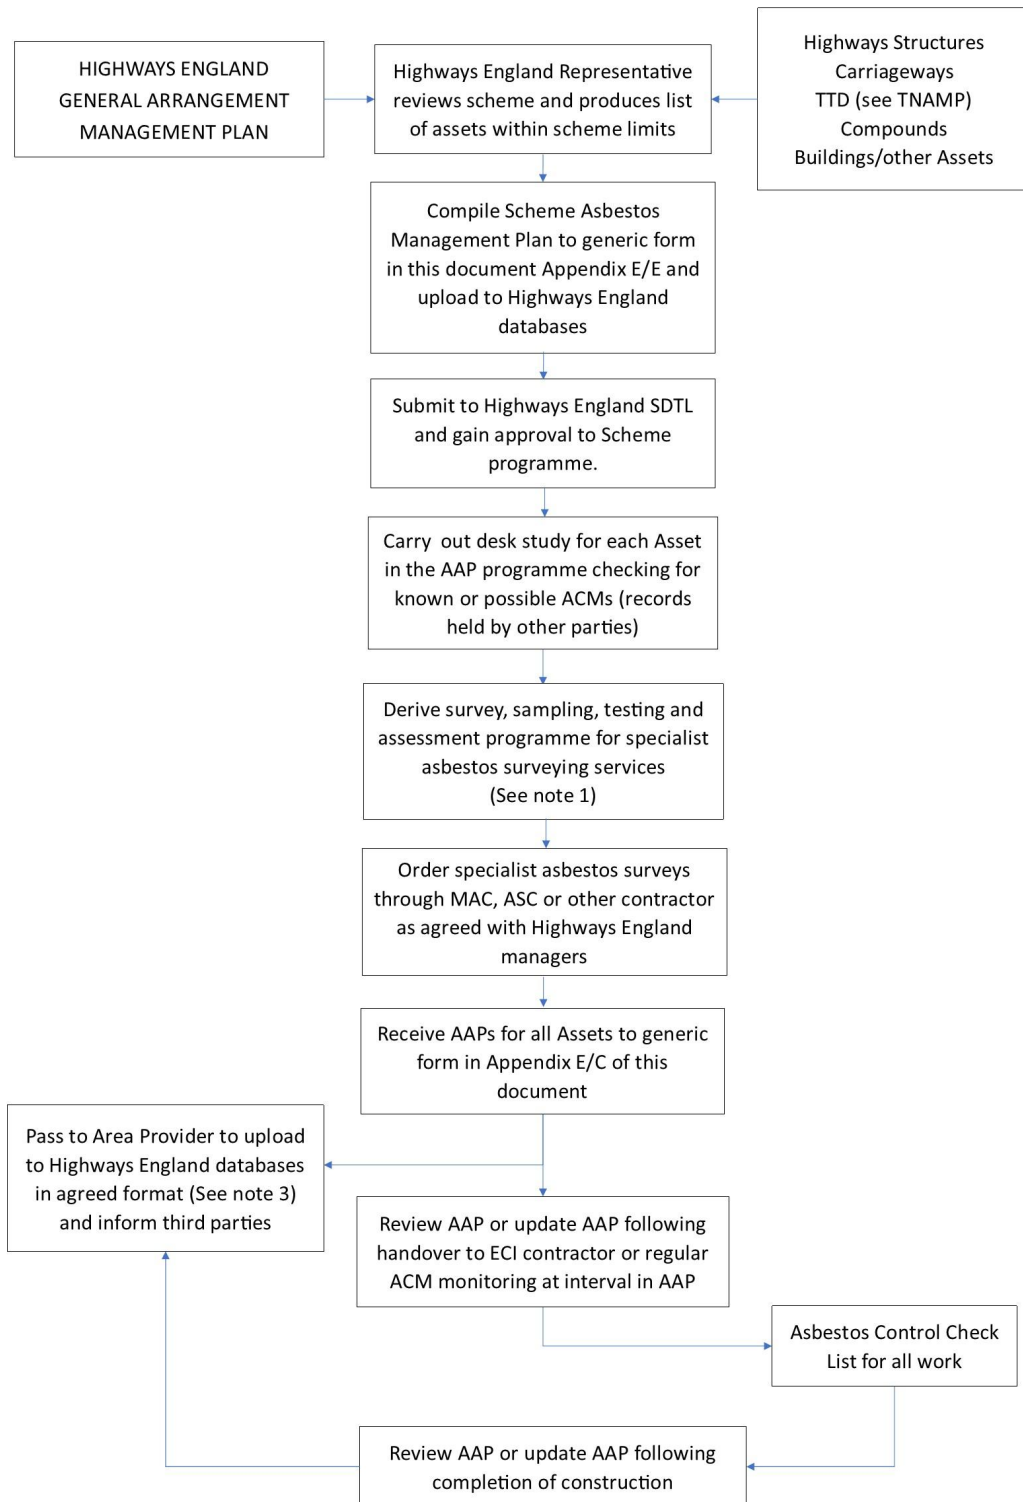 HIGHWAYS ENGLAND
GENERAL ARRANGEMENT
MANAGEMENT PLAN
Highways England Representative
reviews scheme and produces list
of assets within scheme limits
Highways Structures
Carriageways
TTD (see TNAMP)
Compounds
Buildings/other Assets
Compile Scheme Asbestos
Management Plan to generic form
in this document Appendix E/E and
upload to Highways England
databases
Submit to Highways England SDTL
and gain approval to Scheme
programme.
Carry out desk study for each Asset
in the AAP programme checking for
known or possible ACMs (records
held by other parties)
Derive survey, sampling, testing and
assessment programme for specialist
asbestos surveying services
(See note 1)
Order specialist asbestos surveys
through MAC, ASC or other contractor
as agreed with Highways England
managers
Receive AAPs for all Assets to generic
form in Appendix E/C of this
document
Pass to Area Provider to upload
to Highways England databases
in agreed format (See note 3)
and inform third parties
Review AAP or update AAP following
handover to ECI contractor or regular
ACM monitoring at interval in AAP
Asbestos Control Check
List for all work
Review AAP or update AAP following
completion of construction